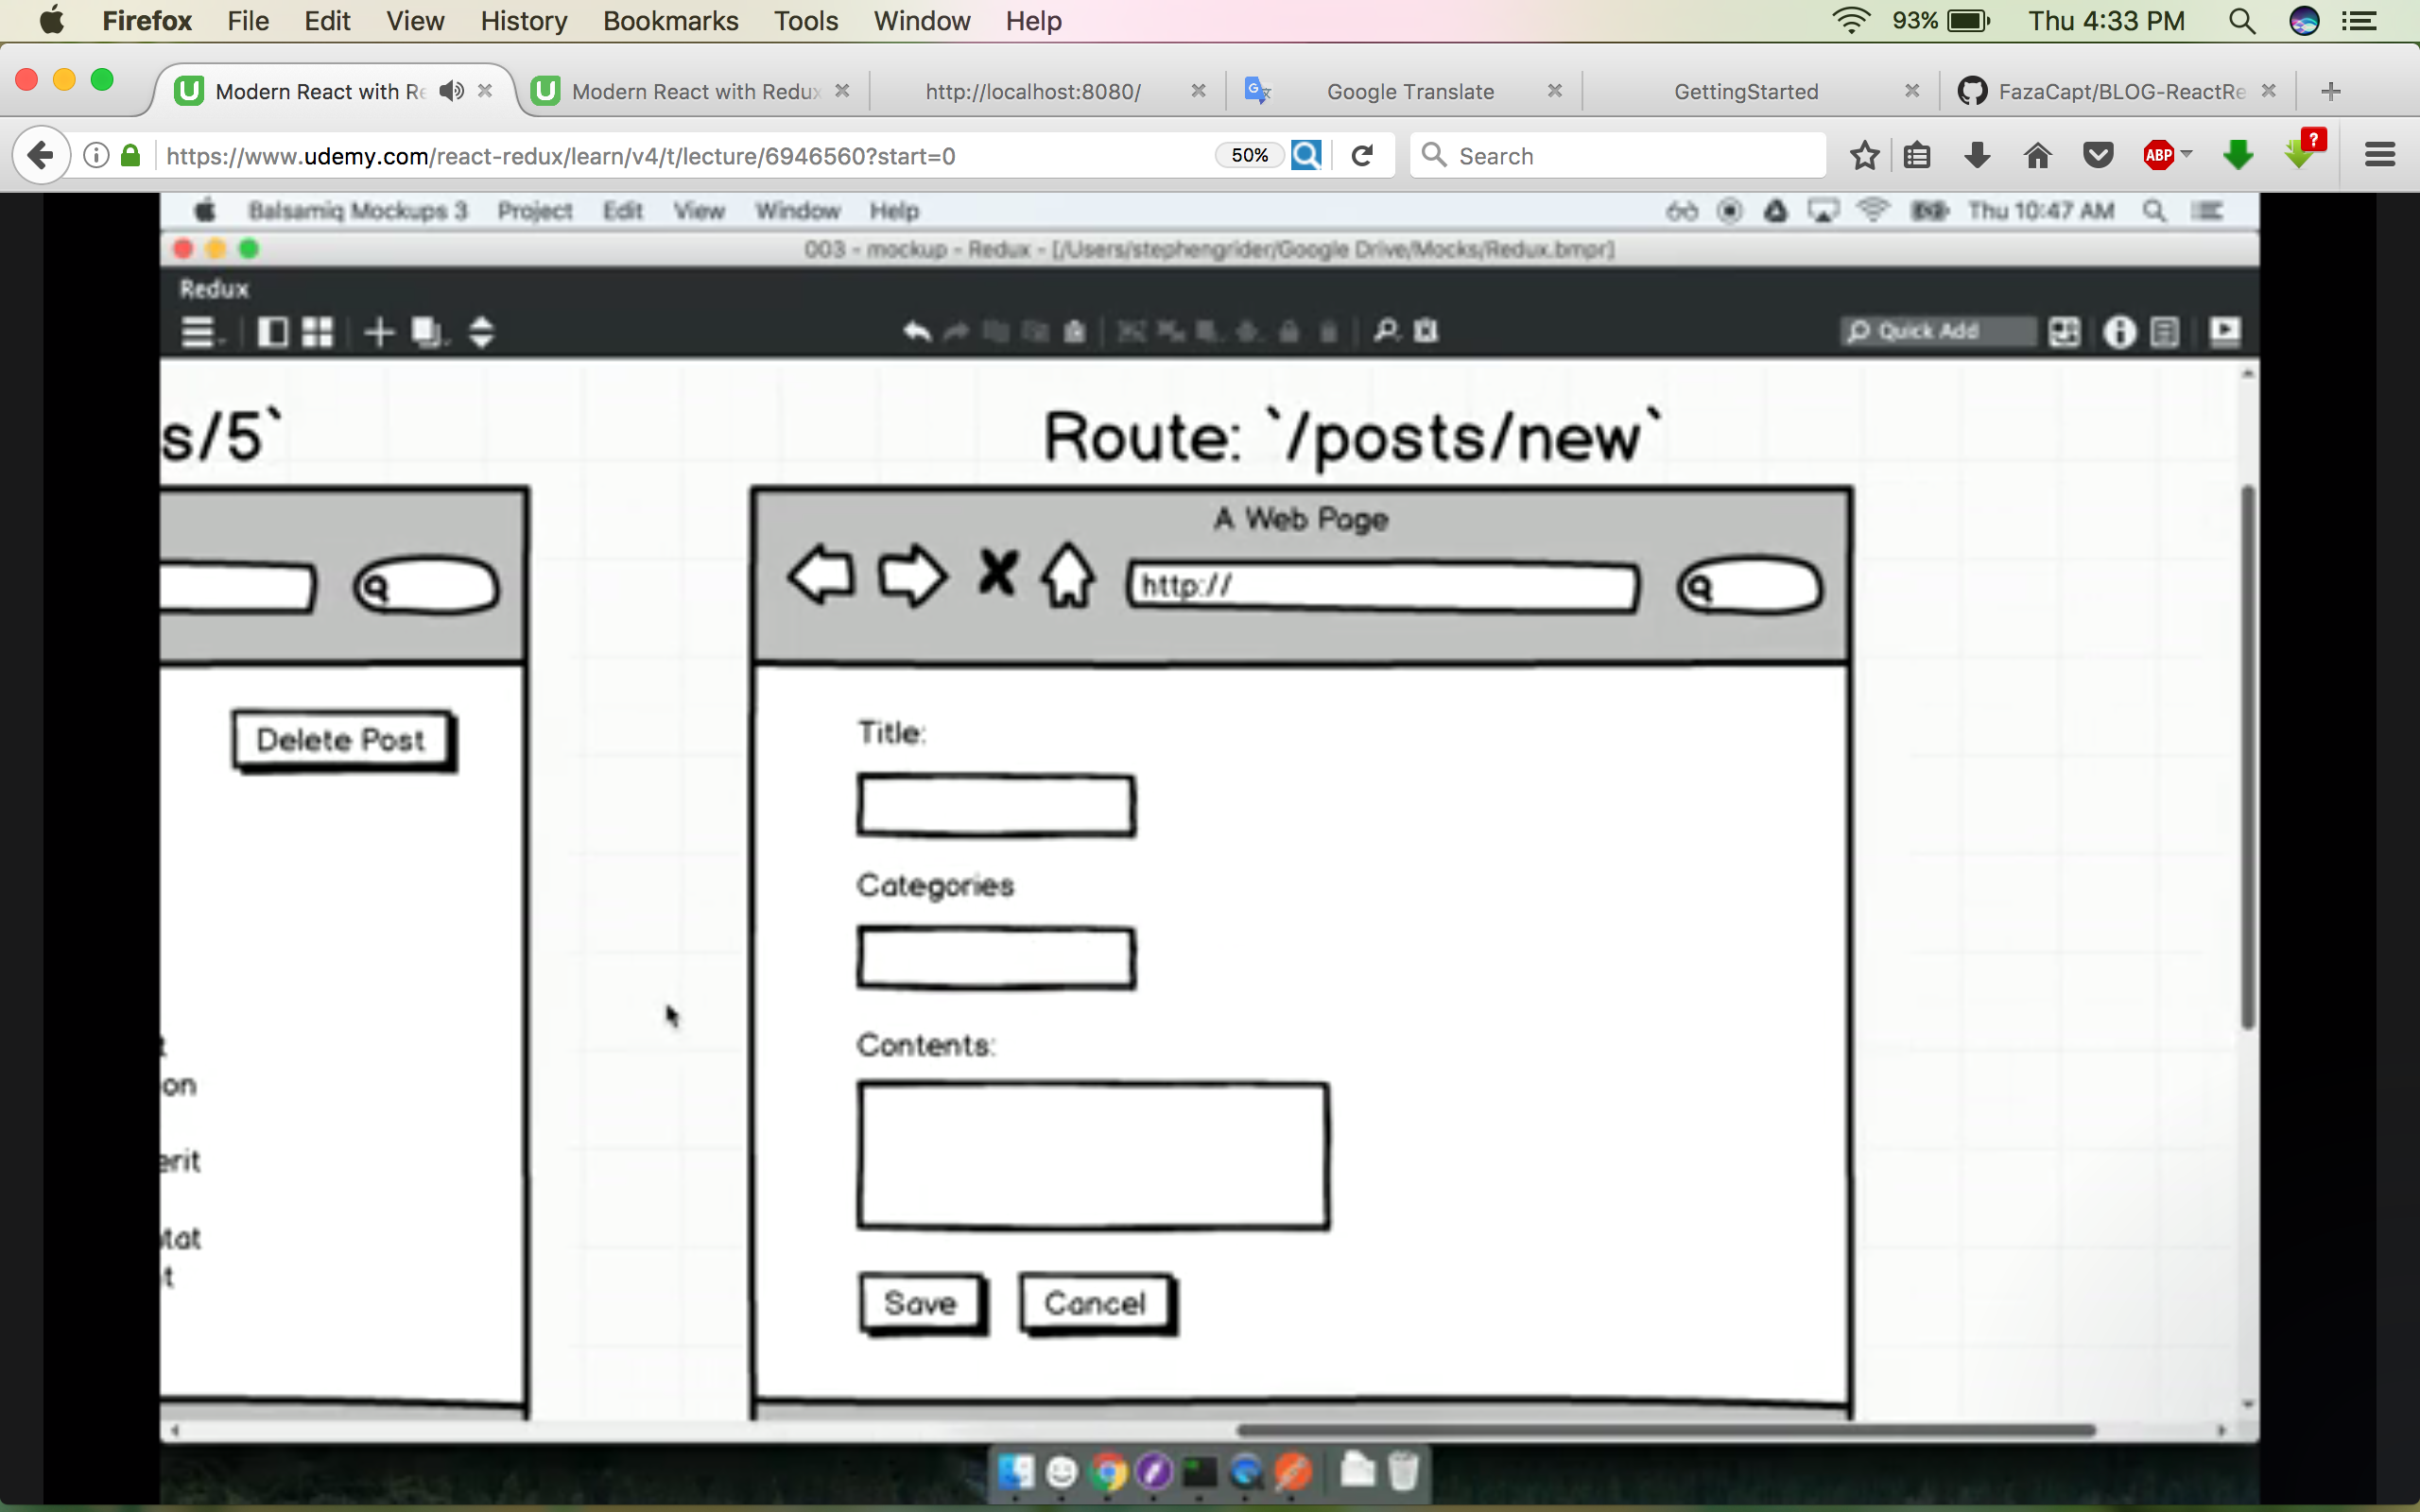 Firefox File Edit View History Bookmarks Tools Window Help 93% Thu 4:33 PM
Modern React with Re Modern React with Redux http://localhost:8080/ Google Translate GettingStarted FazaCapt/BLOG-ReactRe
https://www.udemy.com/react-redux/learn/v4/t/lecture/6946560?start=0 50% Search ABP ?
Balsamiq Mockups 3 Project Edit View Window Help Thu 10:47 AM
003 - mockup - Redux - [/Users/stephengrider/Google Drive/Mocks/Redux.bmpr]
Redux
Quick Add
s/5`
Route: `/posts/new`
A Web Page
http://
Delete Post
Title:
Categories
Contents:
on
erit
tat
t
Save Cancel